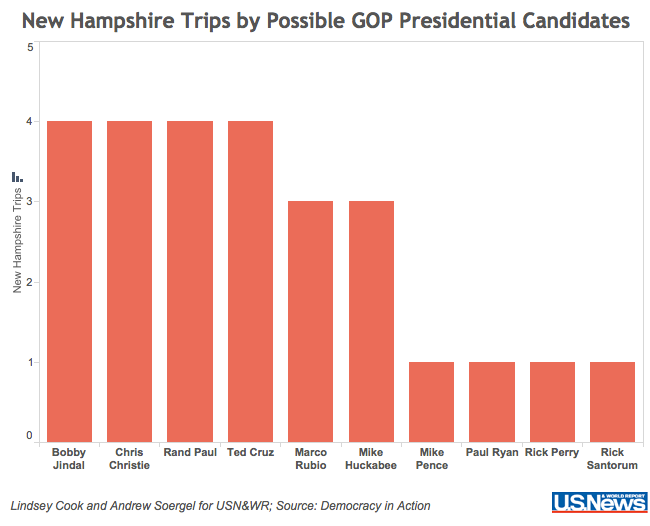 New Hampshire Trips by Possible GOP Presidential Candidates
5
4
3
2
1
0
New Hampshire Trips
Bobby
Jindal
Chris
Christie
Rand Paul
Ted Cruz
Marco
Rubio
Mike
Huckabee
Mike
Pence
Paul Ryan
Rick Perry
Rick
Santorum
Lindsey Cook and Andrew Soergel for USN&WR; Source: Democracy in Action
U.S.News
& WORLD REPORT